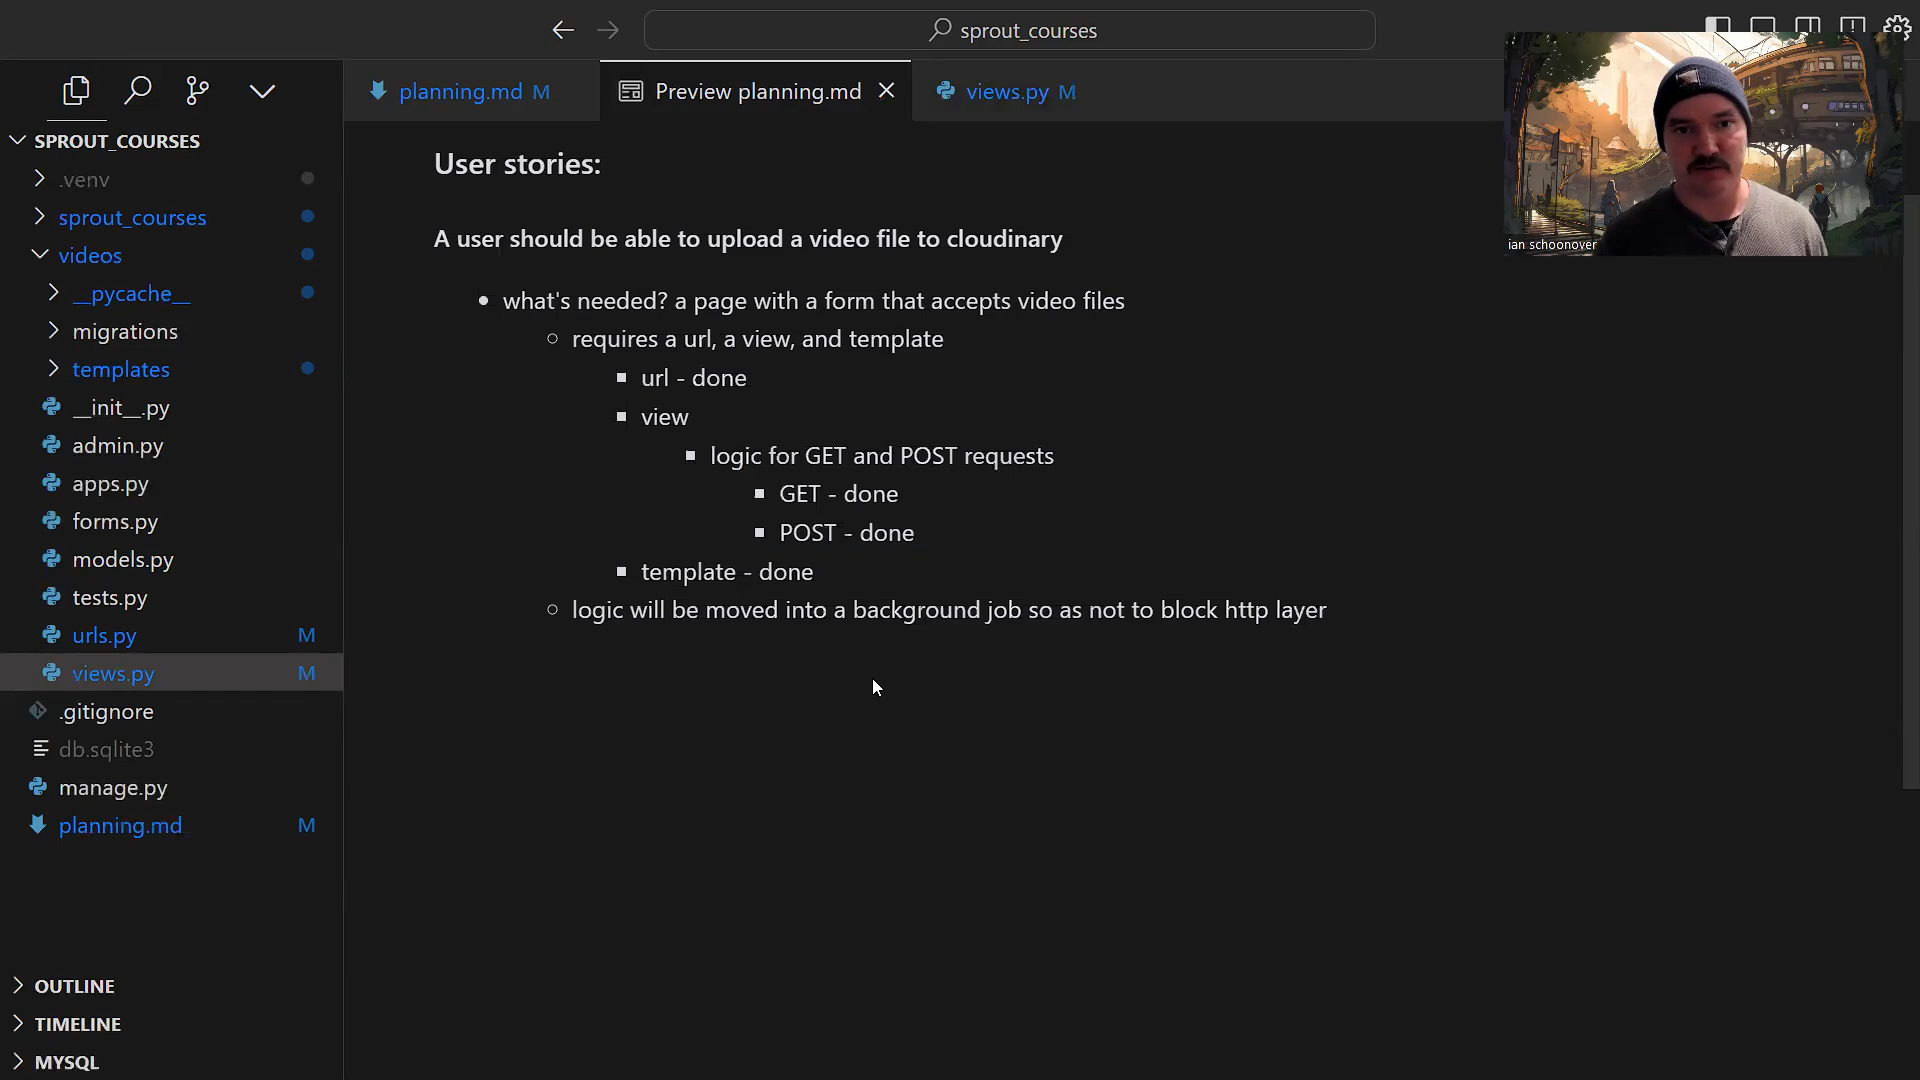 sprout_courses
planning.md M
Preview planning.md
views.py M
SPROUT_COURSES
.venv
sprout_courses
videos
__pycache__
migrations
templates
__init__.py
admin.py
apps.py
forms.py
models.py
tests.py
urls.py M
views.py M
.gitignore
db.sqlite3
manage.py
planning.md M
OUTLINE
TIMELINE
MYSQL
User stories:
A user should be able to upload a video file to cloudinary
what's needed? a page with a form that accepts video files
requires a url, a view, and template
url - done
view
logic for GET and POST requests
GET - done
POST - done
template - done
logic will be moved into a background job so as not to block http layer
ian schoonover